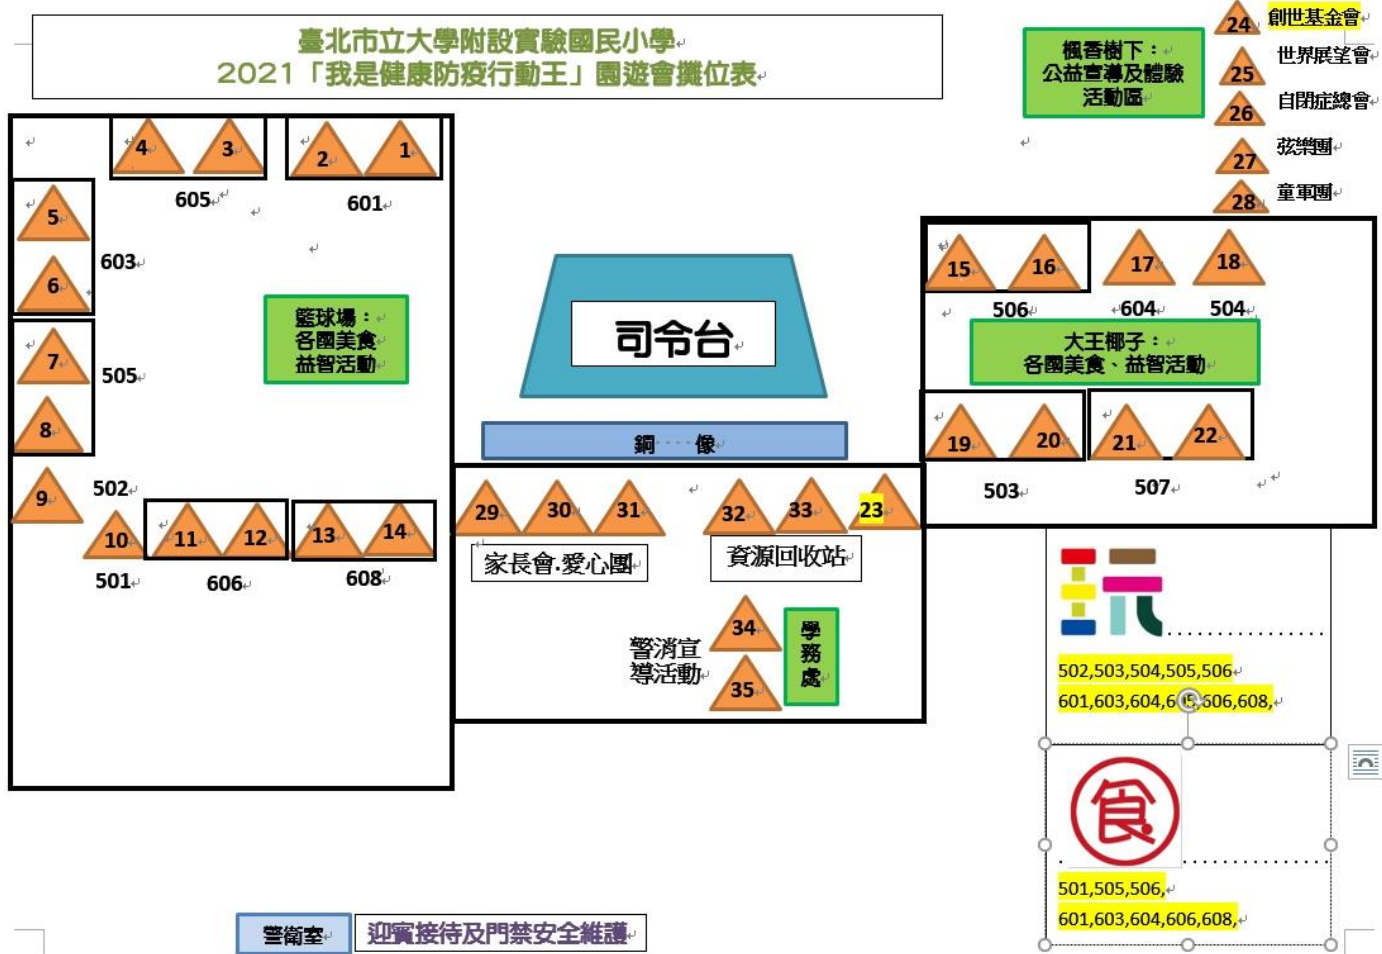 臺北市立大學附設實驗國民小學
2021「我是健康防疫行動王」園遊會攤位表
楓香樹下：
公益宣導及體驗
活動區
24 創世基金會
25 世界展望會
26 自閉症總會
27 弦樂團
28 童軍團
4 3 2 1
605 601
5
603
6
7
505
8
籃球場：
各國美食
益智活動
9 502
10 11 12 13 14
501 606 608
司令台
銅 像
15 16 17 18
506 604 504
大王椰子：
各國美食、益智活動
19 20 21 22
503 507
29 30 31 32 33 23
家長會.愛心團 資源回收站
警消宣
導活動
34
35
學
務
處
玩
502,503,504,505,506
601,603,604,605,606,608,
食
501,505,506,
601,603,604,606,608,
警衛室 迎賓接待及門禁安全維護